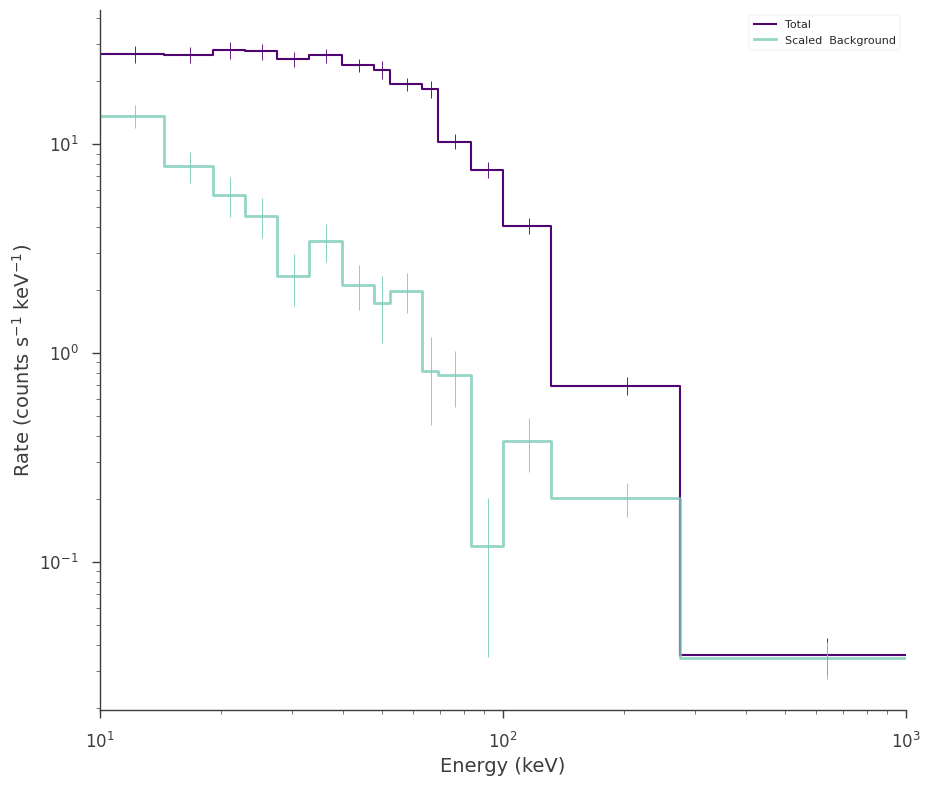 Total
Scaled  Background
10¹
10⁰
10⁻¹
Rate (counts s⁻¹ keV⁻¹)
10¹
10²
10³
Energy (keV)